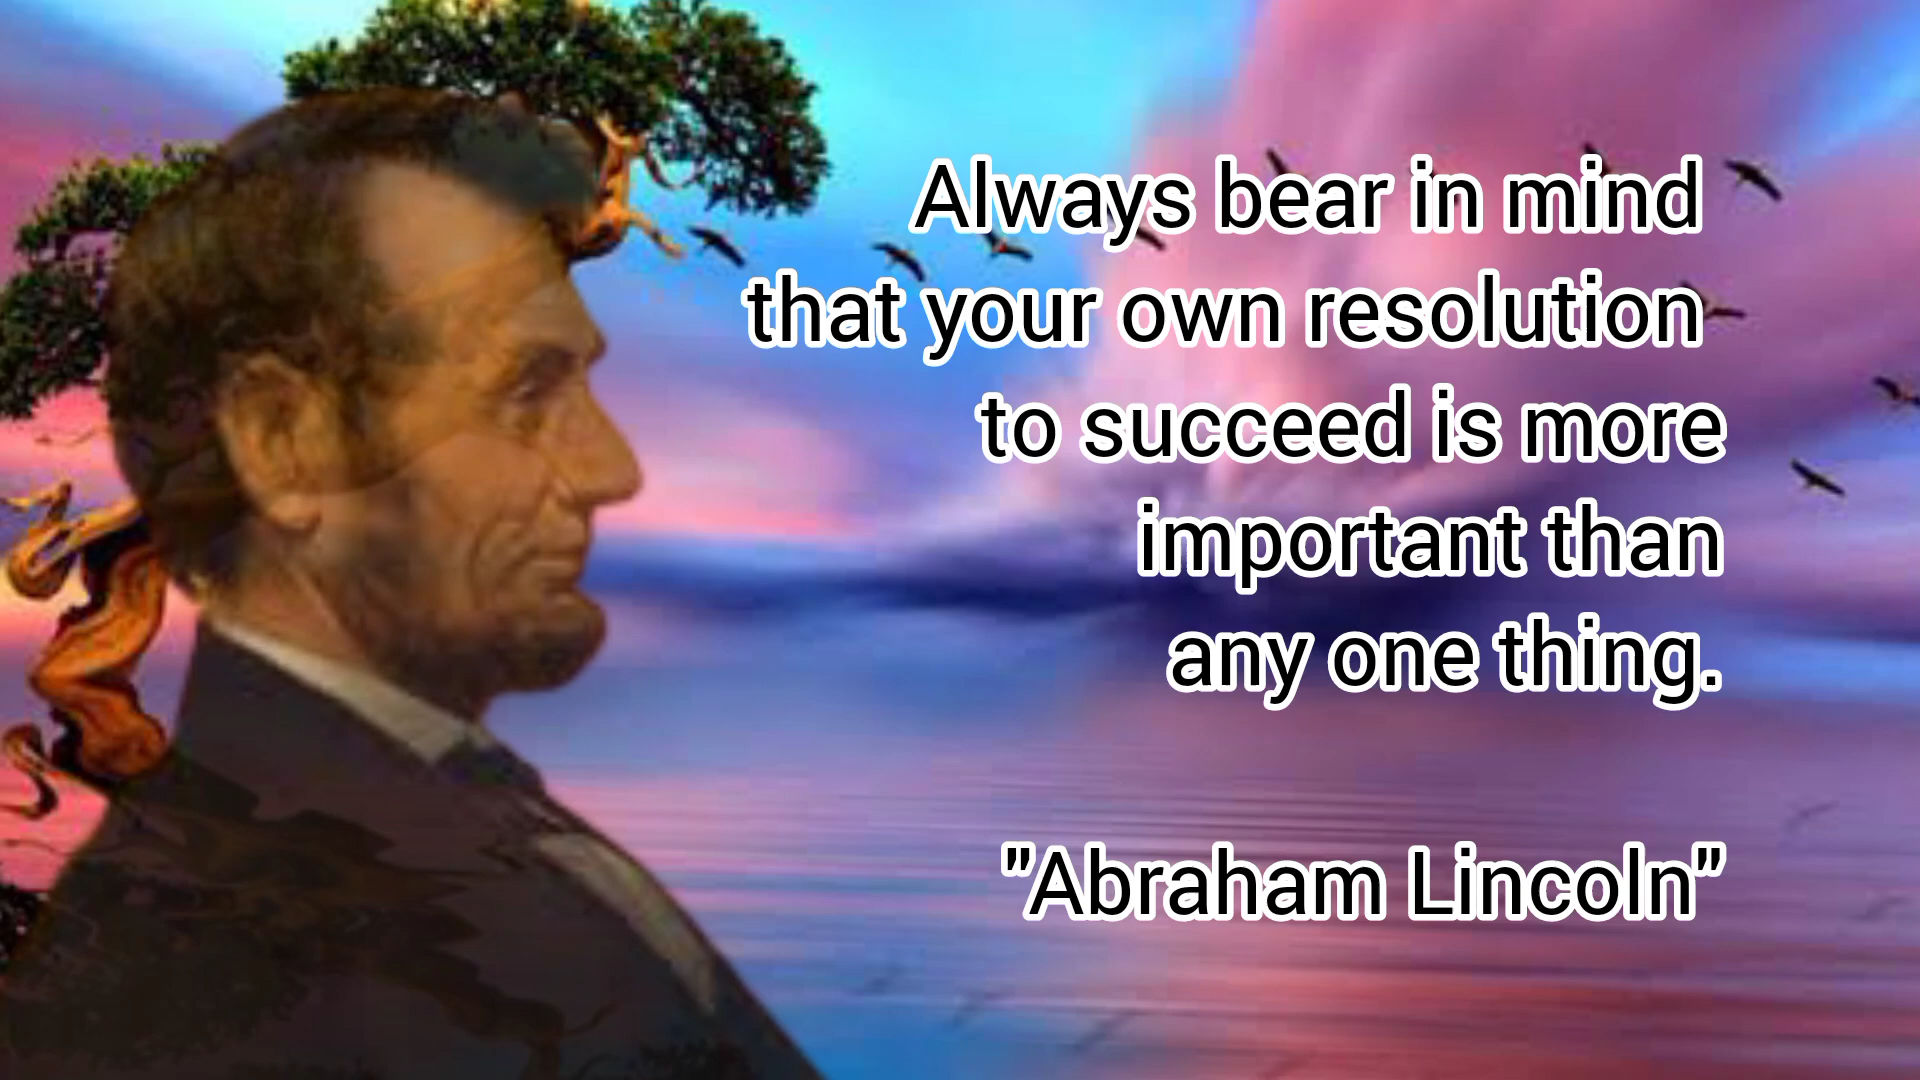 Always bear in mind
that your own resolution
to succeed is more
important than
any one thing.
"Abraham Lincoln"